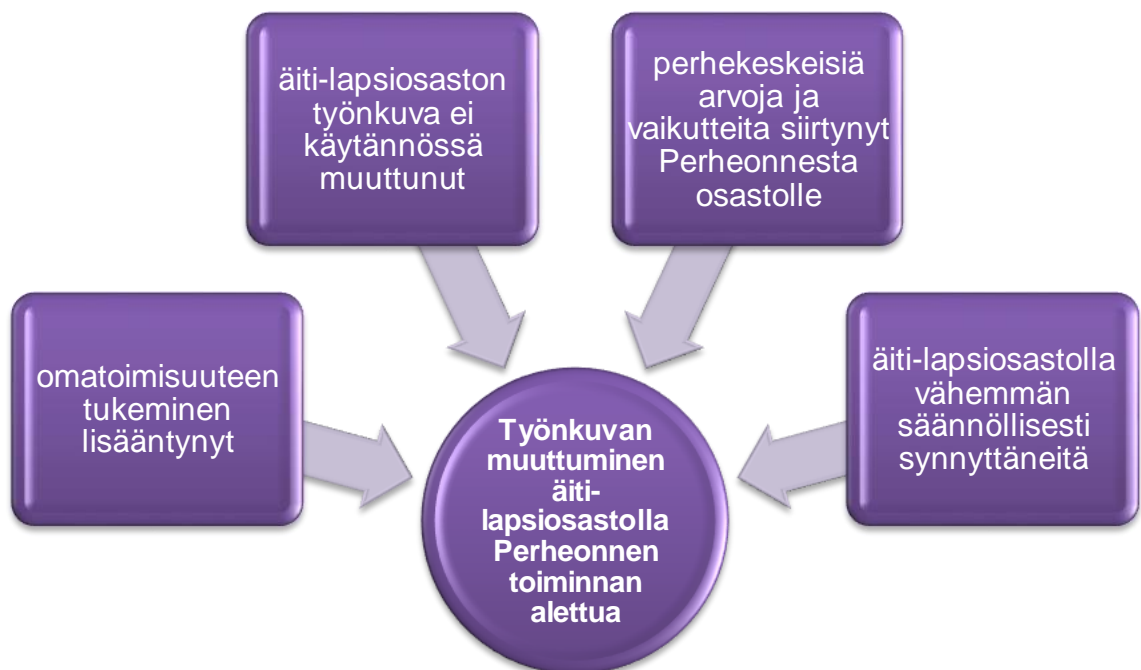 äiti-lapsiosaston
työnkuva ei
käytännössä
muuttunut
perhekeskeisiä
arvoja ja
vaikutteita siirtynyt
Perheonnesta
osastolle
omatoimisuuteen
tukeminen
lisääntynyt
äiti-lapsiosastolla
vähemmän
säännöllisesti
synnyttäneitä
Työnkuvan
muuttuminen
äiti-
lapsiosastolla
Perheonnen
toiminnan
alettua